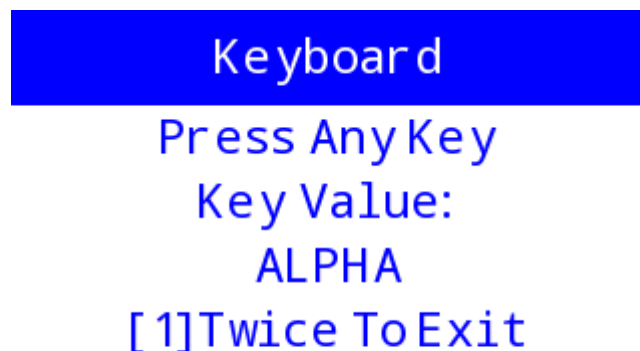 Keyboard
Press Any Key
Key Value:
ALPHA
[1]Twice To Exit